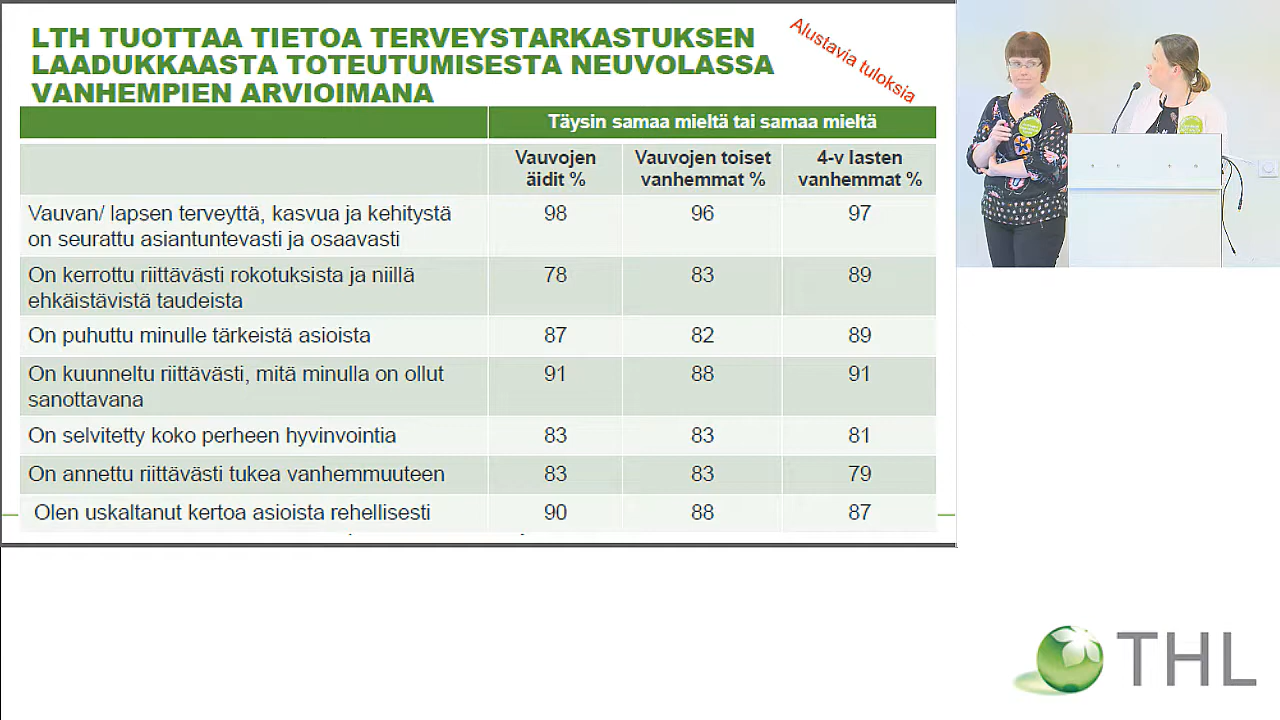 LTH TUOTTAA TIETOA TERVEYSTARKASTUKSEN
LAADUKKAASTA TOTEUTUMISESTA NEUVOLASSA
VANHEMPIEN ARVIOIMANA
Alustavia tuloksia
Täysin samaa mieltä tai samaa mieltä
Vauvojen äidit % Vauvojen toiset vanhemmat % 4-v lasten vanhemmat %
Vauvan/ lapsen terveyttä, kasvua ja kehitystä
on seurattu asiantuntevasti ja osaavasti 98 96 97
On kerrottu riittävästi rokotuksista ja niillä
ehkäistävistä taudeista 78 83 89
On puhuttu minulle tärkeistä asioista 87 82 89
On kuunneltu riittävästi, mitä minulla on ollut
sanottavana 91 88 91
On selvitetty koko perheen hyvinvointia 83 83 81
On annettu riittävästi tukea vanhemmuuteen 83 83 79
Olen uskaltanut kertoa asioista rehellisesti 90 88 87
THL